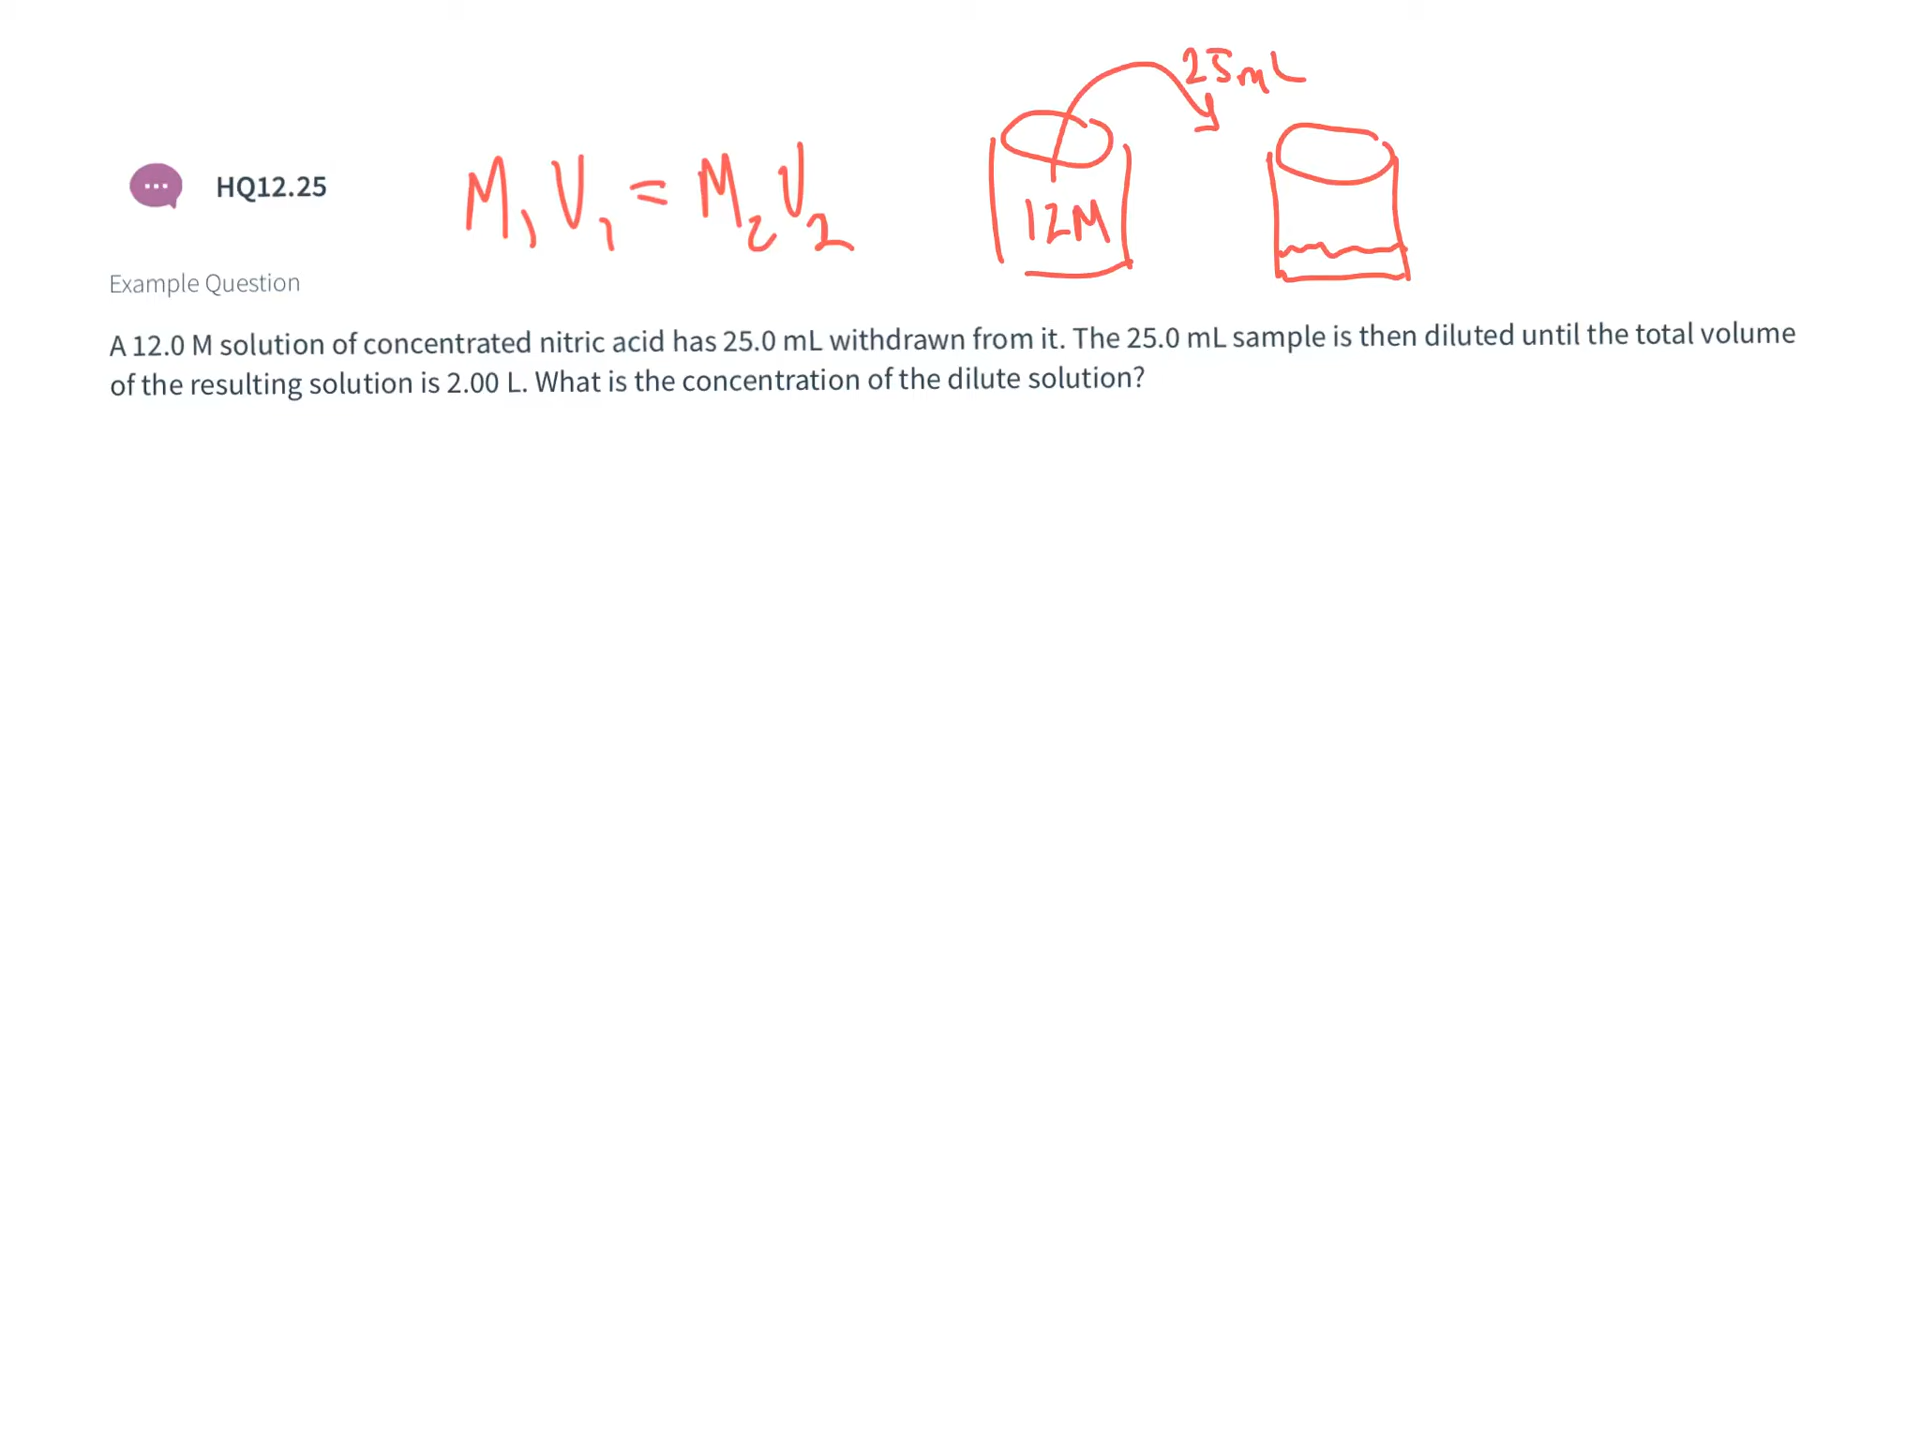 25mL
HQ12.25
M₁V₁ = M₂V₂
12M
Example Question
A 12.0 M solution of concentrated nitric acid has 25.0 mL withdrawn from it. The 25.0 mL sample is then diluted until the total volume
of the resulting solution is 2.00 L. What is the concentration of the dilute solution?